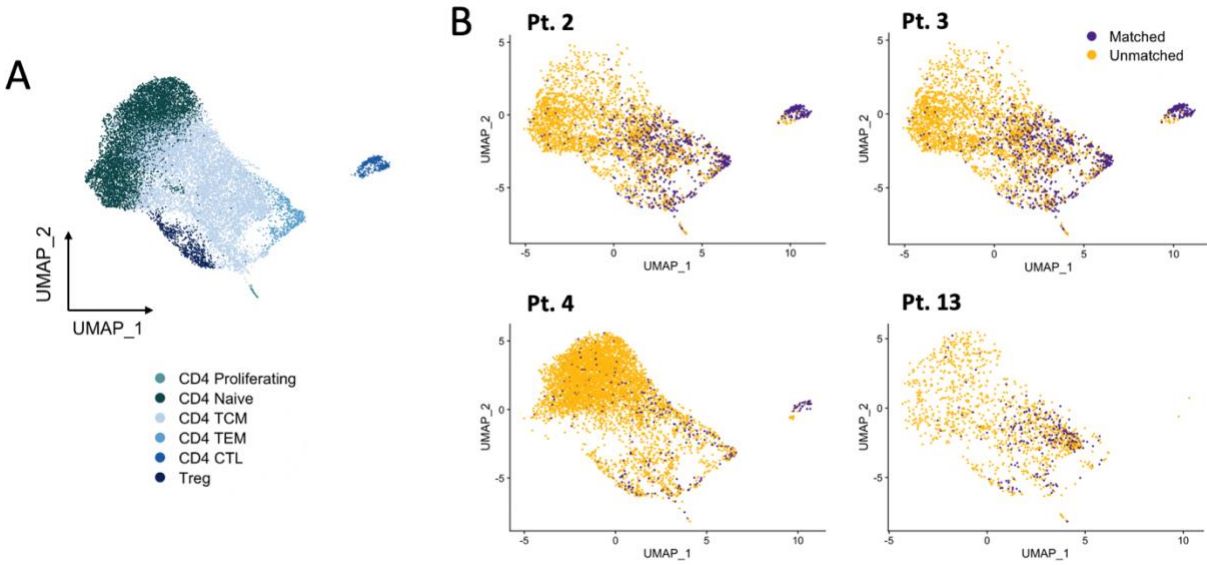 A
UMAP_2
UMAP_1
CD4 Proliferating
CD4 Naive
CD4 TCM
CD4 TEM
CD4 CTL
Treg
B
Pt. 2
5
0
-5
UMAP_2
-5
0
5
10
UMAP_1
Pt. 3
Matched
Unmatched
5
0
-5
UMAP_2
-5
0
5
10
UMAP_1
Pt. 4
5
0
-5
UMAP_2
-5
0
5
10
UMAP_1
Pt. 13
5
0
-5
UMAP_2
-5
0
5
10
UMAP_1